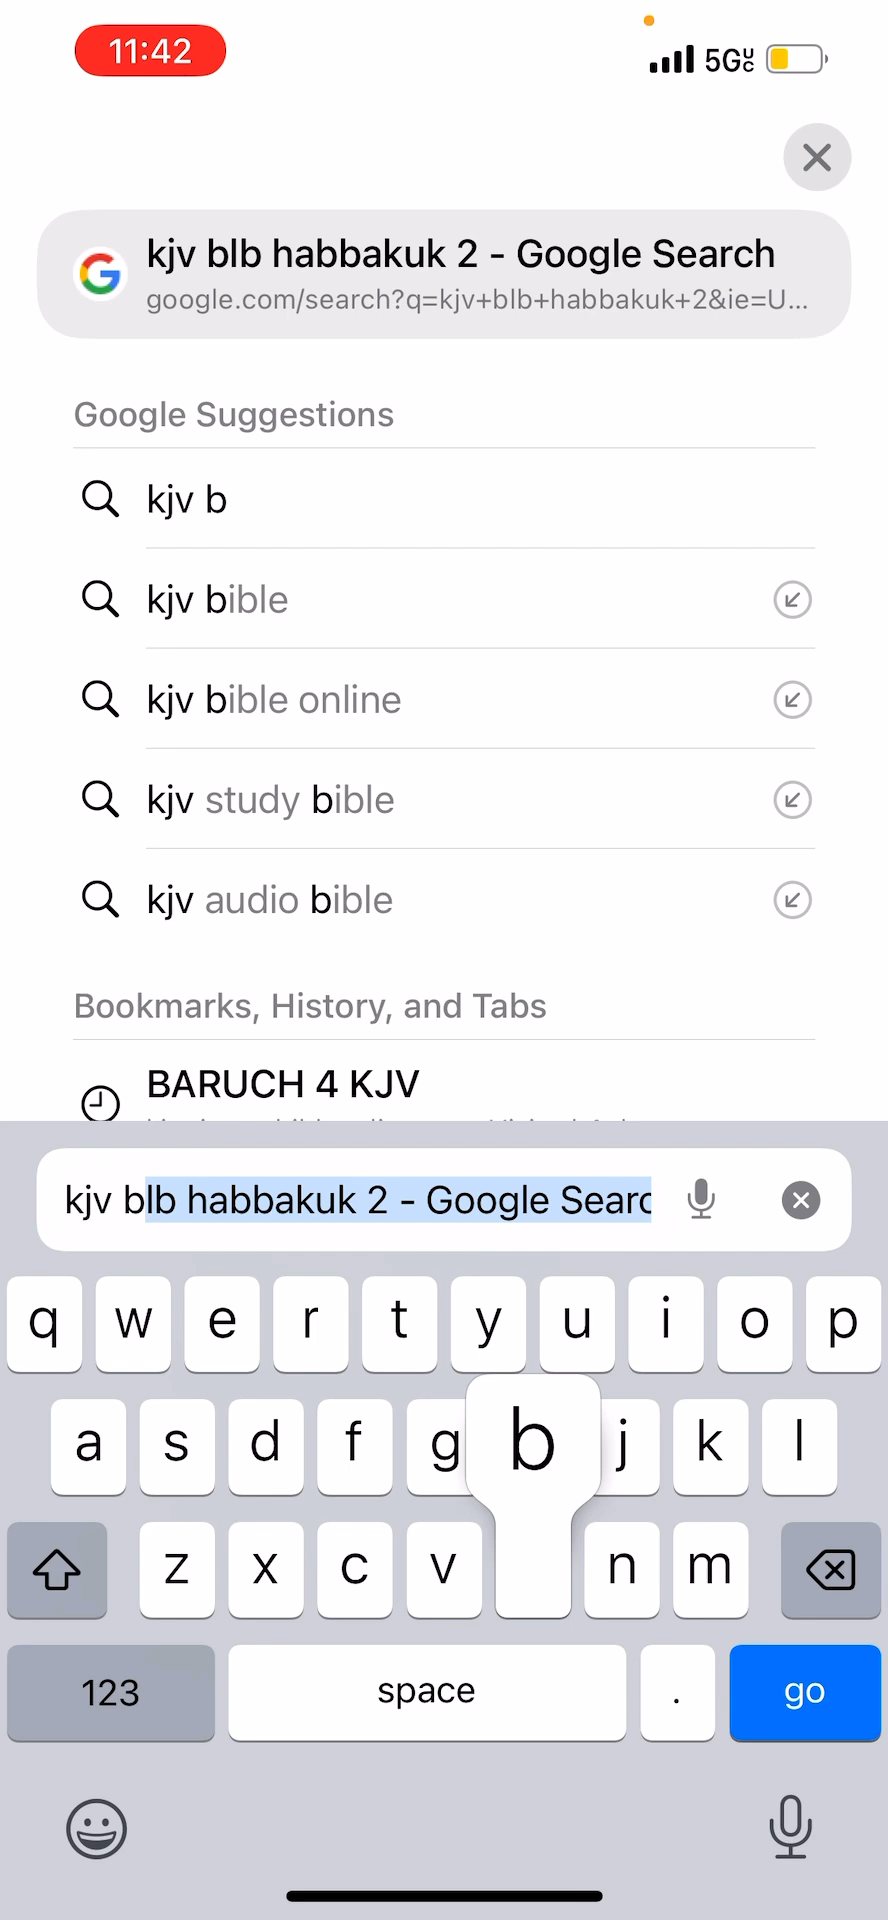 11:42
5GUC
kjv blb habbakuk 2 - Google Search
google.com/search?q=kjv+blb+habbakuk+2&ie=U...
Google Suggestions
kjv b
kjv bible
kjv bible online
kjv study bible
kjv audio bible
Bookmarks, History, and Tabs
BARUCH 4 KJV
kjv blb habbakuk 2 - Google Searc
q w e r t y u i o p
a s d f g b j k l
z x c v n m
123 space . go